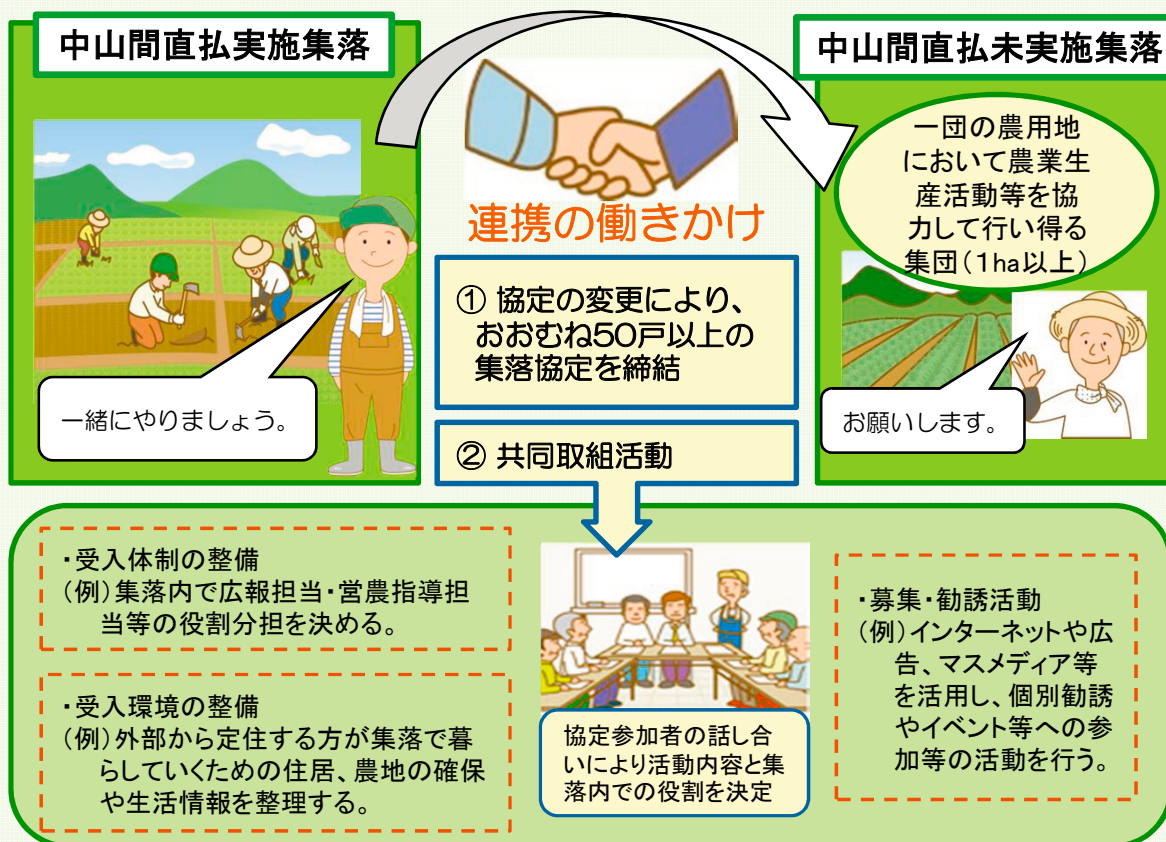 中山間直払実施集落
中山間直払未実施集落
一団の農用地
において農業生
産活動等を協
力して行い得る
集団（1ha以上）
連携の働きかけ
① 協定の変更により、
おおむね50戸以上の
集落協定を締結
一緒にやりましょう。
お願いします。
② 共同取組活動
・受入体制の整備
（例）集落内で広報担当・営農指導担
当等の役割分担を決める。
・受入環境の整備
（例）外部から定住する方が集落で暮
らしていくための住居、農地の確保
や生活情報を整理する。
協定参加者の話し合
いにより活動内容と集
落内での役割を決定
・募集・勧誘活動
（例）インターネットや広
告、マスメディア等
を活用し、個別勧誘
やイベント等への参
加等の活動を行う。